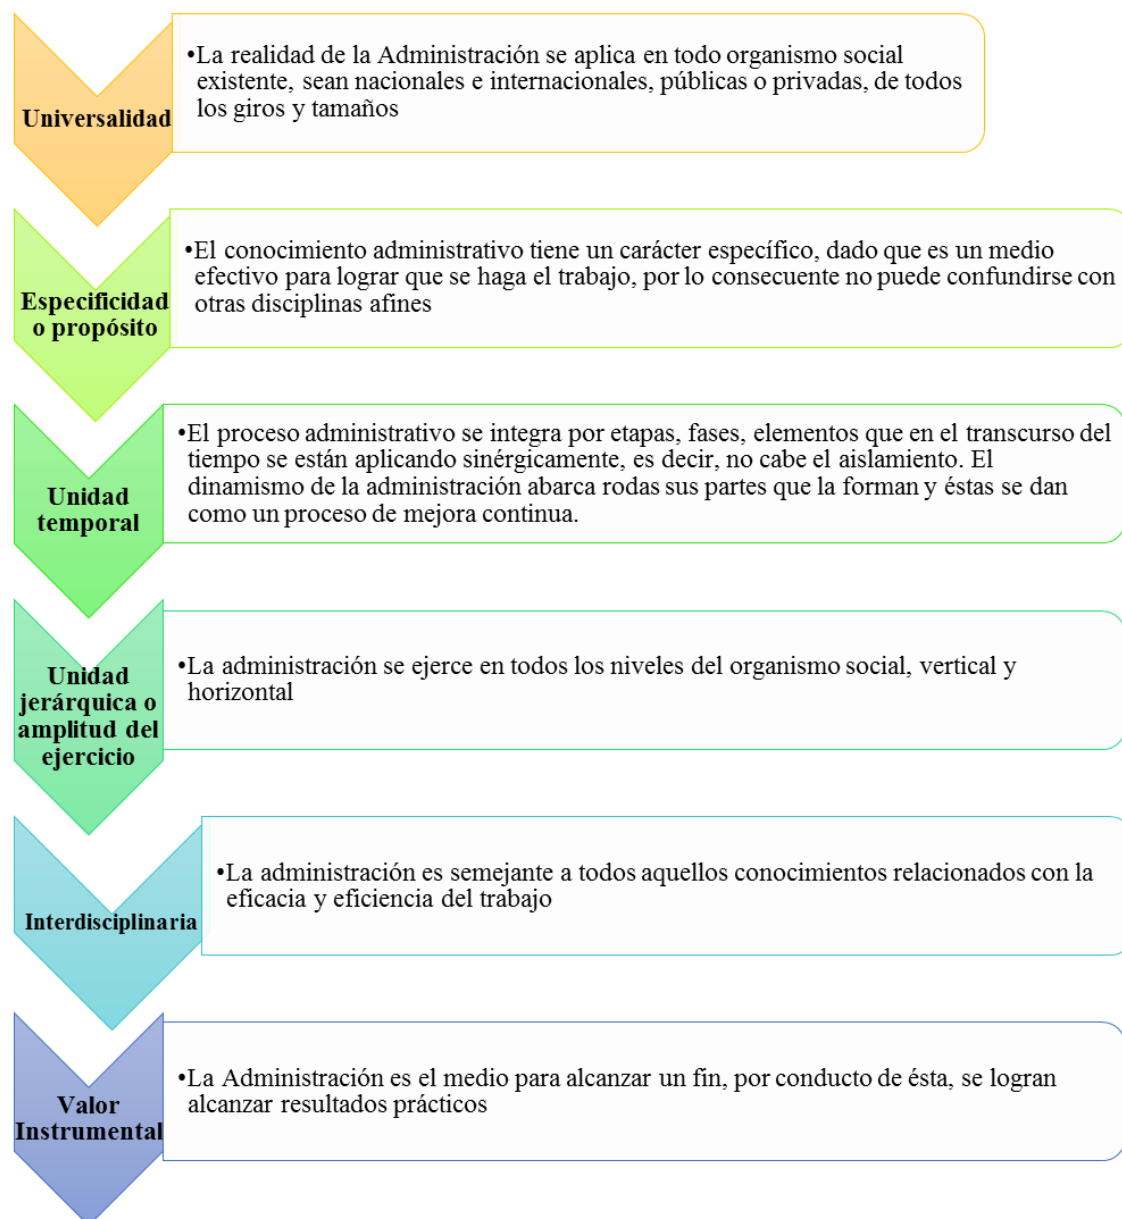 Universalidad
•La realidad de la Administración se aplica en todo organismo social
existente, sean nacionales e internacionales, públicas o privadas, de todos
los giros y tamaños
Especificidad
o propósito
•El conocimiento administrativo tiene un carácter específico, dado que es un medio
efectivo para lograr que se haga el trabajo, por lo consecuente no puede confundirse con
otras disciplinas afines
Unidad
temporal
•El proceso administrativo se integra por etapas, fases, elementos que en el transcurso del
tiempo se están aplicando sinérgicamente, es decir, no cabe el aislamiento. El
dinamismo de la administración abarca rodas sus partes que la forman y éstas se dan
como un proceso de mejora continua.
Unidad
jerárquica o
amplitud del
ejercicio
•La administración se ejerce en todos los niveles del organismo social, vertical y
horizontal
Interdisciplinaria
•La administración es semejante a todos aquellos conocimientos relacionados con la
eficacia y eficiencia del trabajo
Valor
Instrumental
•La Administración es el medio para alcanzar un fin, por conducto de ésta, se logran
alcanzar resultados prácticos